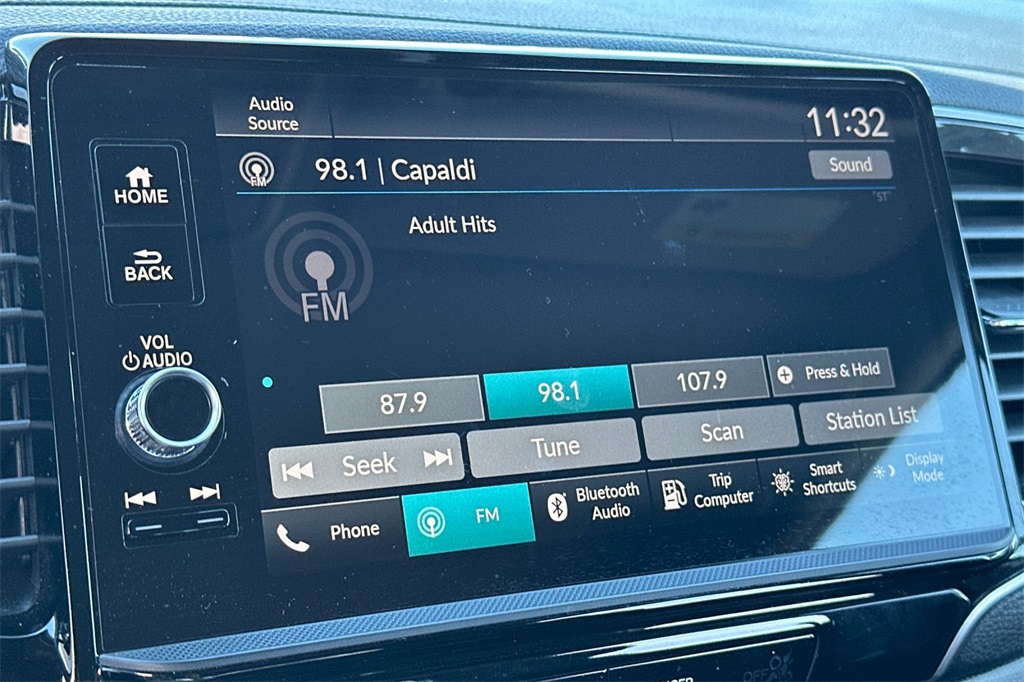 Audio
Source
11:32
FM
98.1 | Capaldi
Sound
"ST"
HOME
Adult Hits
BACK
FM
VOL
AUDIO
87.9
98.1
107.9
Press & Hold
Seek
Tune
Scan
Station List
Phone
FM
Bluetooth
Audio
Trip
Computer
Smart
Shortcuts
Display
Mode
OFF